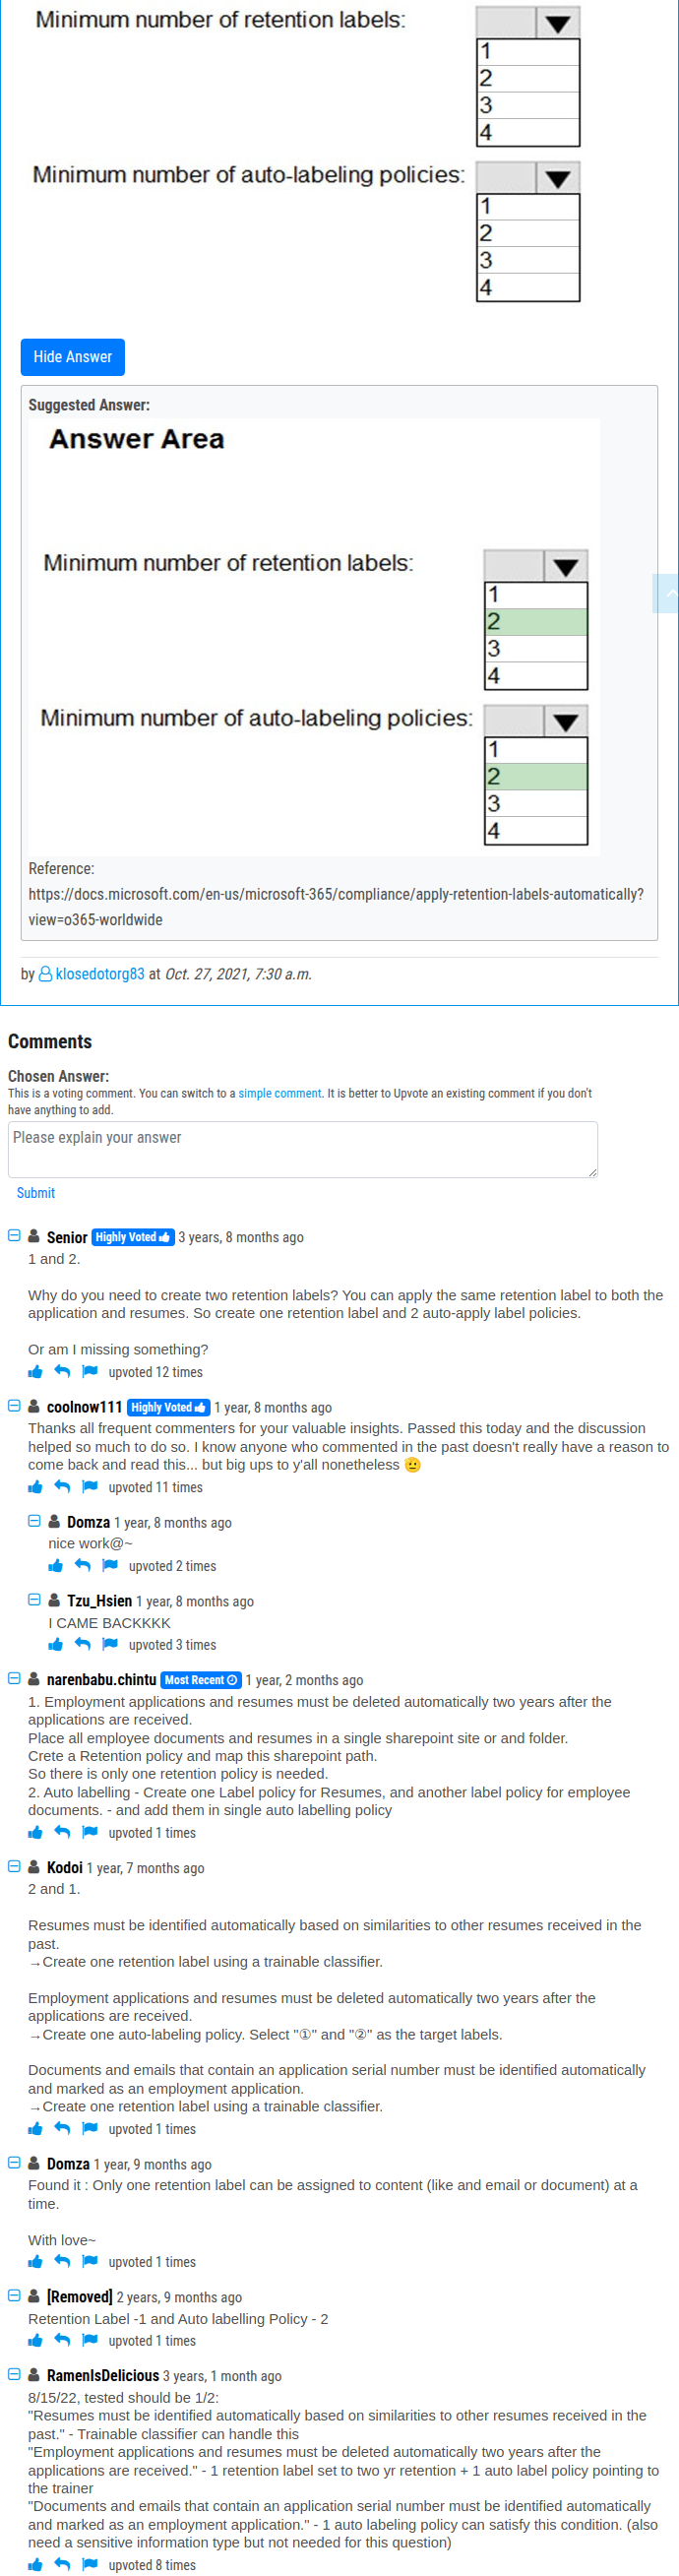 Minimum number of retention labels:
1
2
3
4
Minimum number of auto-labeling policies:
1
2
3
4
Hide Answer
Suggested Answer:
Answer Area
Minimum number of retention labels:
1
2
3
4
Minimum number of auto-labeling policies:
1
2
3
4
Reference:
https://docs.microsoft.com/en-us/microsoft-365/compliance/apply-retention-labels-automatically?
view=o365-worldwide
by klosedotorg83 at Oct. 27, 2021, 7:30 a.m.
Comments
Chosen Answer:
This is a voting comment. You can switch to a simple comment. It is better to Upvote an existing comment if you don't
have anything to add.
Please explain your answer
Submit
Senior Highly Voted 3 years, 8 months ago
1 and 2.
Why do you need to create two retention labels? You can apply the same retention label to both the
application and resumes. So create one retention label and 2 auto-apply label policies.
Or am I missing something?
upvoted 12 times
coolnow111 Highly Voted 1 year, 8 months ago
Thanks all frequent commenters for your valuable insights. Passed this today and the discussion
helped so much to do so. I know anyone who commented in the past doesn't really have a reason to
come back and read this... but big ups to y'all nonetheless 🫡
upvoted 11 times
Domza 1 year, 8 months ago
nice work@~
upvoted 2 times
Tzu_Hsien 1 year, 8 months ago
I CAME BACKKKK
upvoted 3 times
narenbabu.chintu Most Recent 1 year, 2 months ago
1. Employment applications and resumes must be deleted automatically two years after the
applications are received.
Place all employee documents and resumes in a single sharepoint site or and folder.
Crete a Retention policy and map this sharepoint path.
So there is only one retention policy is needed.
2. Auto labelling - Create one Label policy for Resumes, and another label policy for employee
documents. - and add them in single auto labelling policy
upvoted 1 times
Kodoi 1 year, 7 months ago
2 and 1.
Resumes must be identified automatically based on similarities to other resumes received in the
past.
→Create one retention label using a trainable classifier.
Employment applications and resumes must be deleted automatically two years after the
applications are received.
→Create one auto-labeling policy. Select "①" and "②" as the target labels.
Documents and emails that contain an application serial number must be identified automatically
and marked as an employment application.
→Create one retention label using a trainable classifier.
upvoted 1 times
Domza 1 year, 9 months ago
Found it : Only one retention label can be assigned to content (like and email or document) at a
time.
With love~
upvoted 1 times
[Removed] 2 years, 9 months ago
Retention Label -1 and Auto labelling Policy - 2
upvoted 1 times
RamenIsDelicious 3 years, 1 month ago
8/15/22, tested should be 1/2:
"Resumes must be identified automatically based on similarities to other resumes received in the
past." - Trainable classifier can handle this
"Employment applications and resumes must be deleted automatically two years after the
applications are received." - 1 retention label set to two yr retention + 1 auto label policy pointing to
the trainer
"Documents and emails that contain an application serial number must be identified automatically
and marked as an employment application." - 1 auto labeling policy can satisfy this condition. (also
need a sensitive information type but not needed for this question)
upvoted 8 times